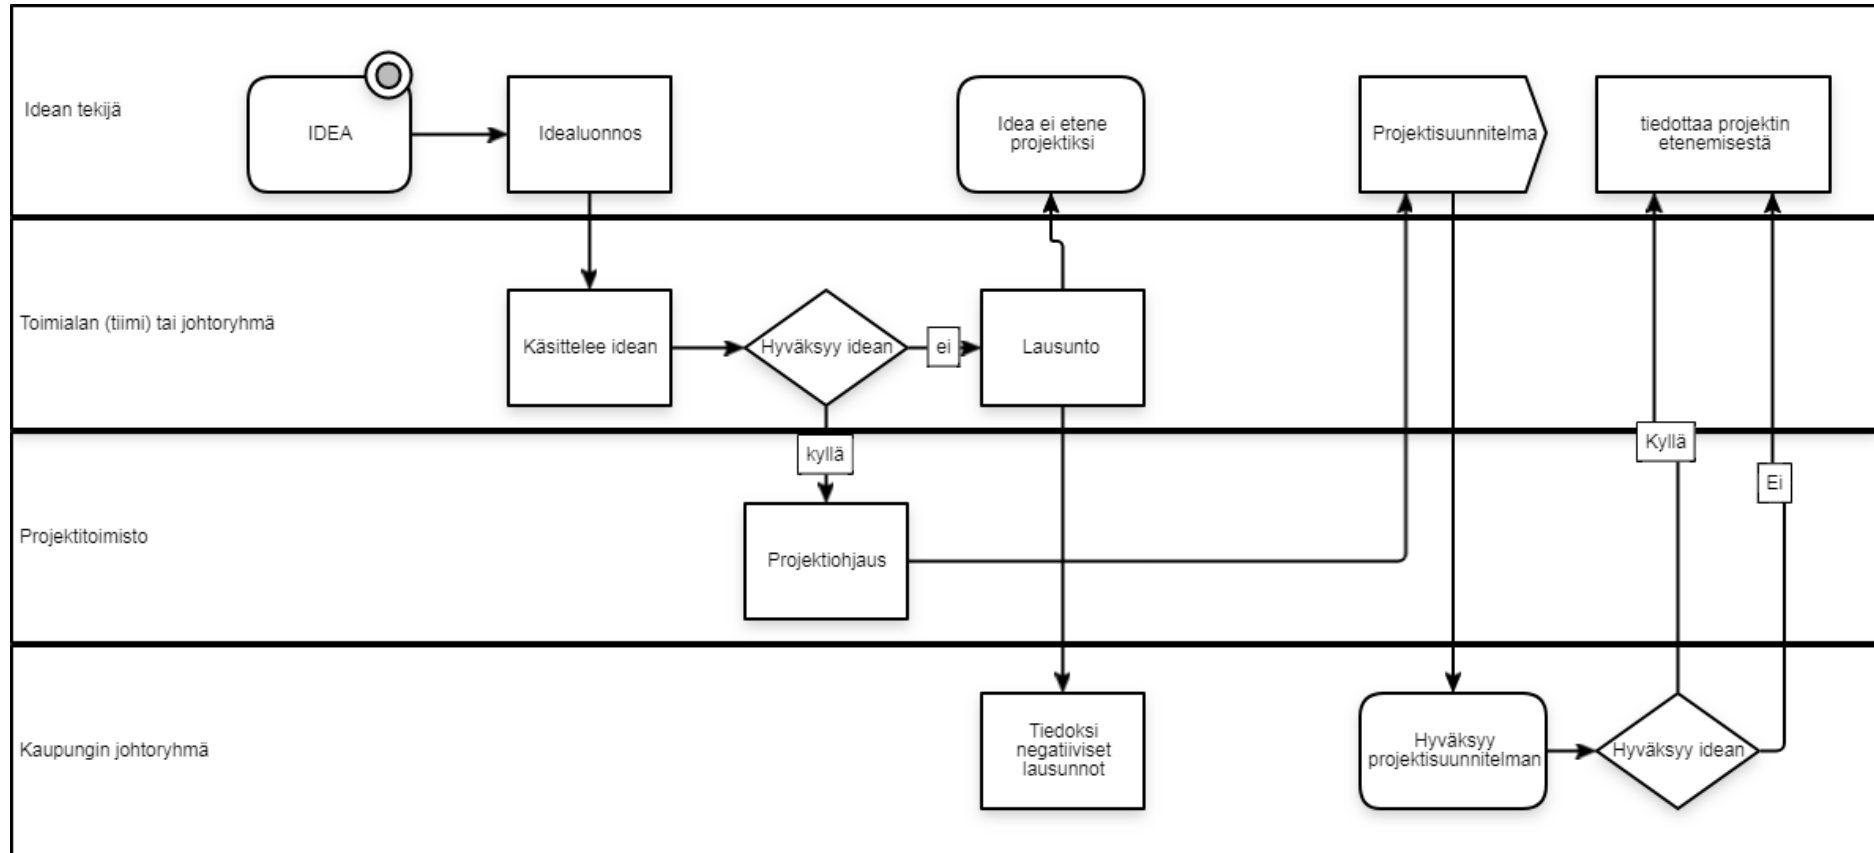 Idean tekijä
IDEA
Idealuonnos
Idea ei etene
projektiksi
Projektisuunnitelma
tiedottaa projektin
etenemisestä
Toimialan (tiimi) tai johtoryhmä
Käsittelee idean
Hyväksyy idean
ei
Lausunto
kyllä
Kyllä
Ei
Projektitoimisto
Projektiohjaus
Kaupungin johtoryhmä
Tiedoksi
negatiiviset
lausunnot
Hyväksyy
projektisuunnitelman
Hyväksyy idean